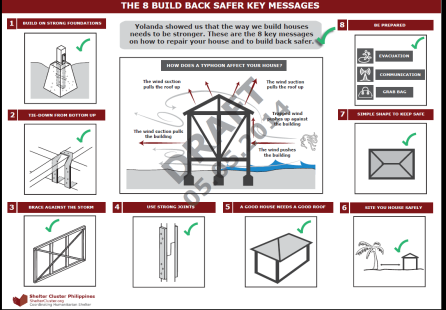 THE 8 BUILD BACK SAFER KEY MESSAGES
1 BUILD ON STRONG FOUNDATIONS
Yolanda showed us that the way we build houses
needs to be stronger. These are the 8 key messages
on how to repair your house and to build back safer.
8 BE PREPARED
EVACUATION
COMMUNICATION
GRAB BAG
HOW DOES A TYPHOON AFFECT YOUR HOUSE?
The wind suction
pulls the roof up
The wind suction
pulls the roof up
Trapped wind
pushes up against
the building
The wind suction pulls
the building
The wind pushes
the building
DRAFT
2 TIE-DOWN FROM BOTTOM UP
7 SIMPLE SHAPE TO KEEP SAFE
3 BRACE AGAINST THE STORM
4 USE STRONG JOINTS
5 A GOOD HOUSE NEEDS A GOOD ROOF
6 SITE YOU HOUSE SAFELY
Shelter Cluster Philippines
ShelterCluster.org
Coordinating Humanitarian Shelter